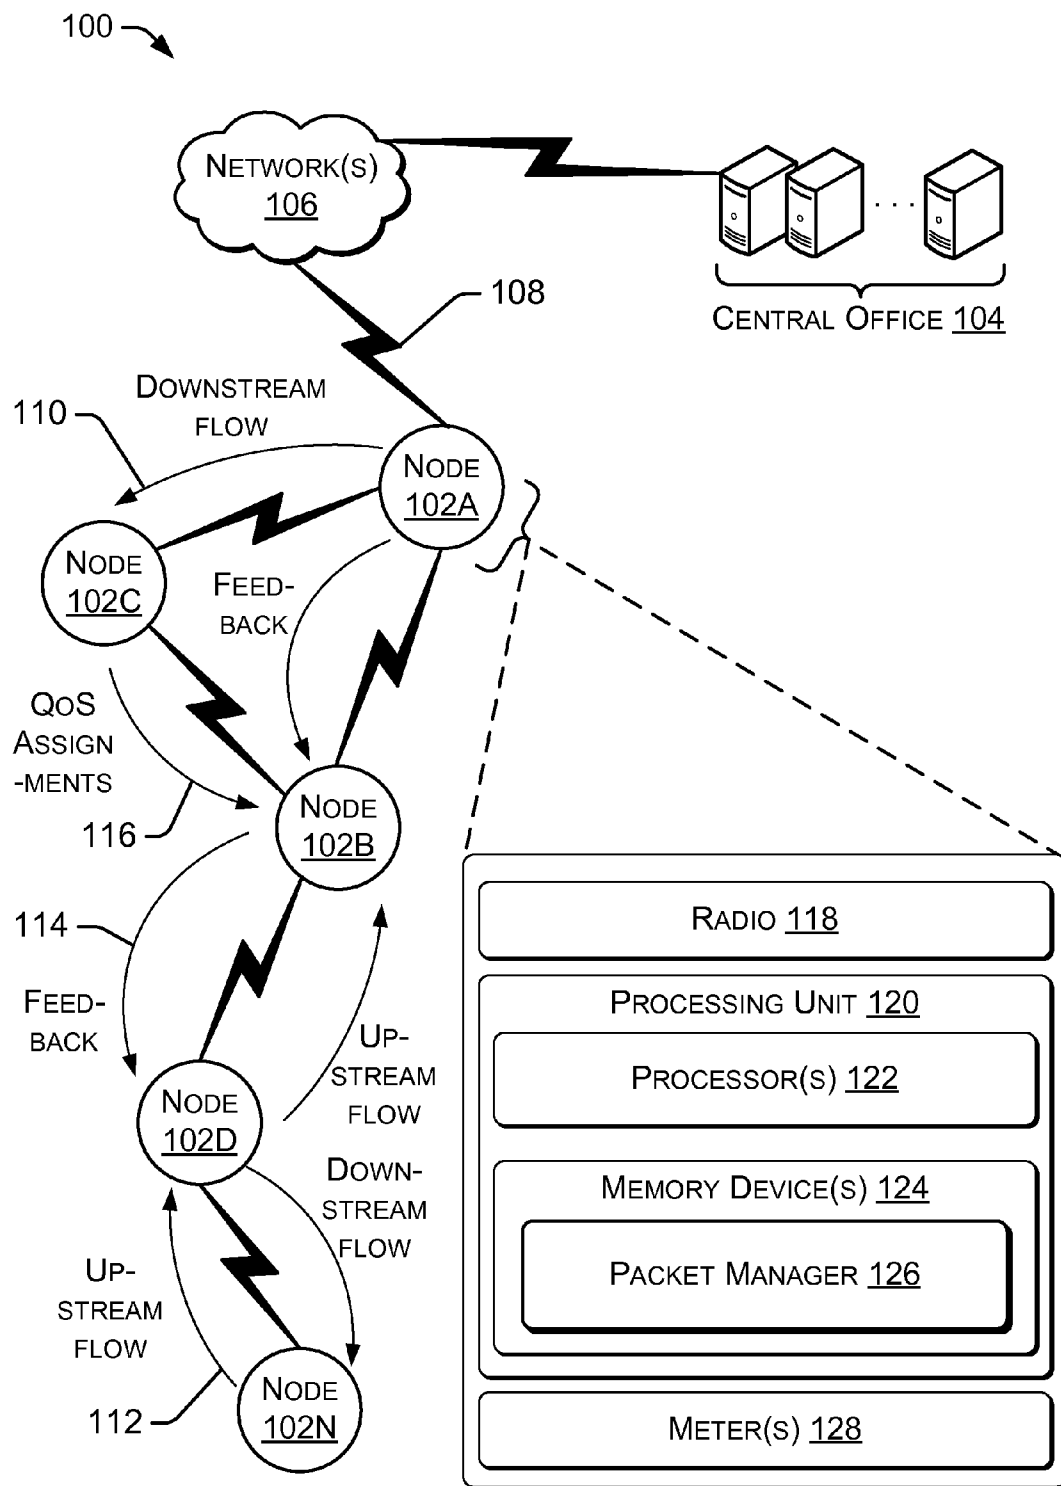 100
NETWORK(S)
106
CENTRAL OFFICE 104
108
DOWNSTREAM
FLOW
110
NODE
102A
NODE
102C
FEED-
BACK
QOS
ASSIGN
-MENTS
116
NODE
102B
114
FEED-
BACK
UP-
STREAM
FLOW
NODE
102D
DOWN-
STREAM
FLOW
UP-
STREAM
FLOW
112
NODE
102N
RADIO 118
PROCESSING UNIT 120
PROCESSOR(S) 122
MEMORY DEVICE(S) 124
PACKET MANAGER 126
METER(S) 128